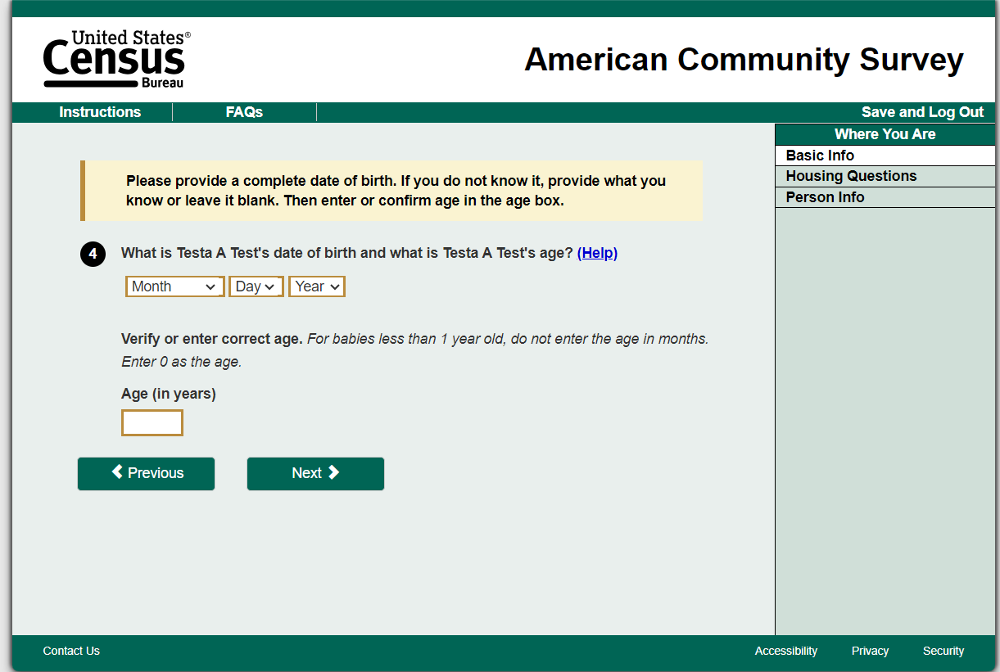 United States®
Census
Bureau
American Community Survey
Instructions
FAQs
Save and Log Out
Where You Are
Basic Info
Housing Questions
Person Info
Please provide a complete date of birth. If you do not know it, provide what you
know or leave it blank. Then enter or confirm age in the age box.
4 What is Testa A Test's date of birth and what is Testa A Test's age? (Help)
Month Day Year
Verify or enter correct age. For babies less than 1 year old, do not enter the age in months.
Enter 0 as the age.
Age (in years)
Previous
Next
Contact Us
Accessibility
Privacy
Security